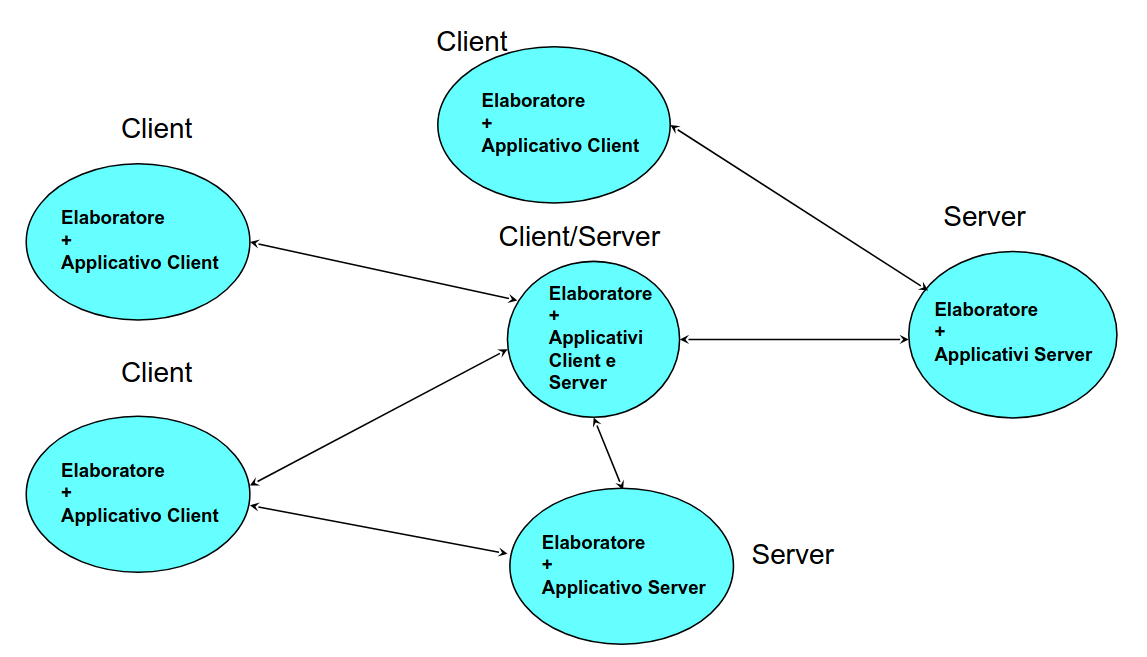 Client
Elaboratore
+
Applicativo Client
Client
Elaboratore
+
Applicativo Client
Client/Server
Elaboratore
+
Applicativi
Client e
Server
Server
Elaboratore
+
Applicativi Server
Client
Elaboratore
+
Applicativo Client
Elaboratore
+
Applicativo Server
Server